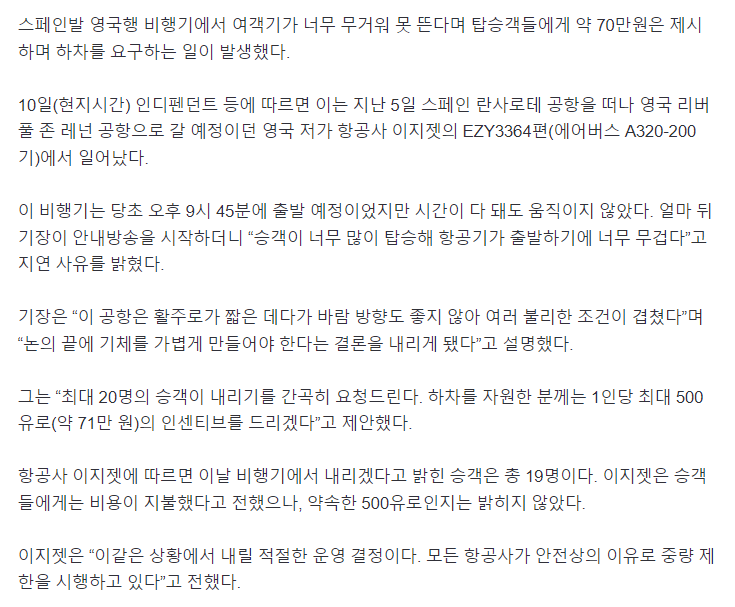 스페인발 영국행 비행기에서 여객기가 너무 무거워 못 뜬다며 탑승객들에게 약 70만원은 제시
하며 하차를 요구하는 일이 발생했다.
10일(현지시간) 인디펜던트 등에 따르면 이는 지난 5일 스페인 란사로테 공항을 떠나 영국 리버
풀 존 레넌 공항으로 갈 예정이던 영국 저가 항공사 이지젯의 EZY3364편(에어버스 A320-200
기)에서 일어났다.
이 비행기는 당초 오후 9시 45분에 출발 예정이었지만 시간이 다 돼도 움직이지 않았다. 얼마 뒤
기장이 안내방송을 시작하더니 “승객이 너무 많이 탑승해 항공기가 출발하기에 너무 무겁다”고
지연 사유를 밝혔다.
기장은 “이 공항은 활주로가 짧은 데다가 바람 방향도 좋지 않아 여러 불리한 조건이 겹쳤다”며
“논의 끝에 기체를 가볍게 만들어야 한다는 결론을 내리게 됐다”고 설명했다.
그는 “최대 20명의 승객이 내리기를 간곡히 요청드린다. 하차를 자원한 분께는 1인당 최대 500
유로(약 71만 원)의 인센티브를 드리겠다”고 제안했다.
항공사 이지젯에 따르면 이날 비행기에서 내리겠다고 밝힌 승객은 총 19명이다. 이지젯은 승객
들에게는 비용이 지불했다고 전했으나, 약속한 500유로인지는 밝히지 않았다.
이지젯은 “이같은 상황에서 내릴 적절한 운영 결정이다. 모든 항공사가 안전상의 이유로 중량 제
한을 시행하고 있다”고 전했다.